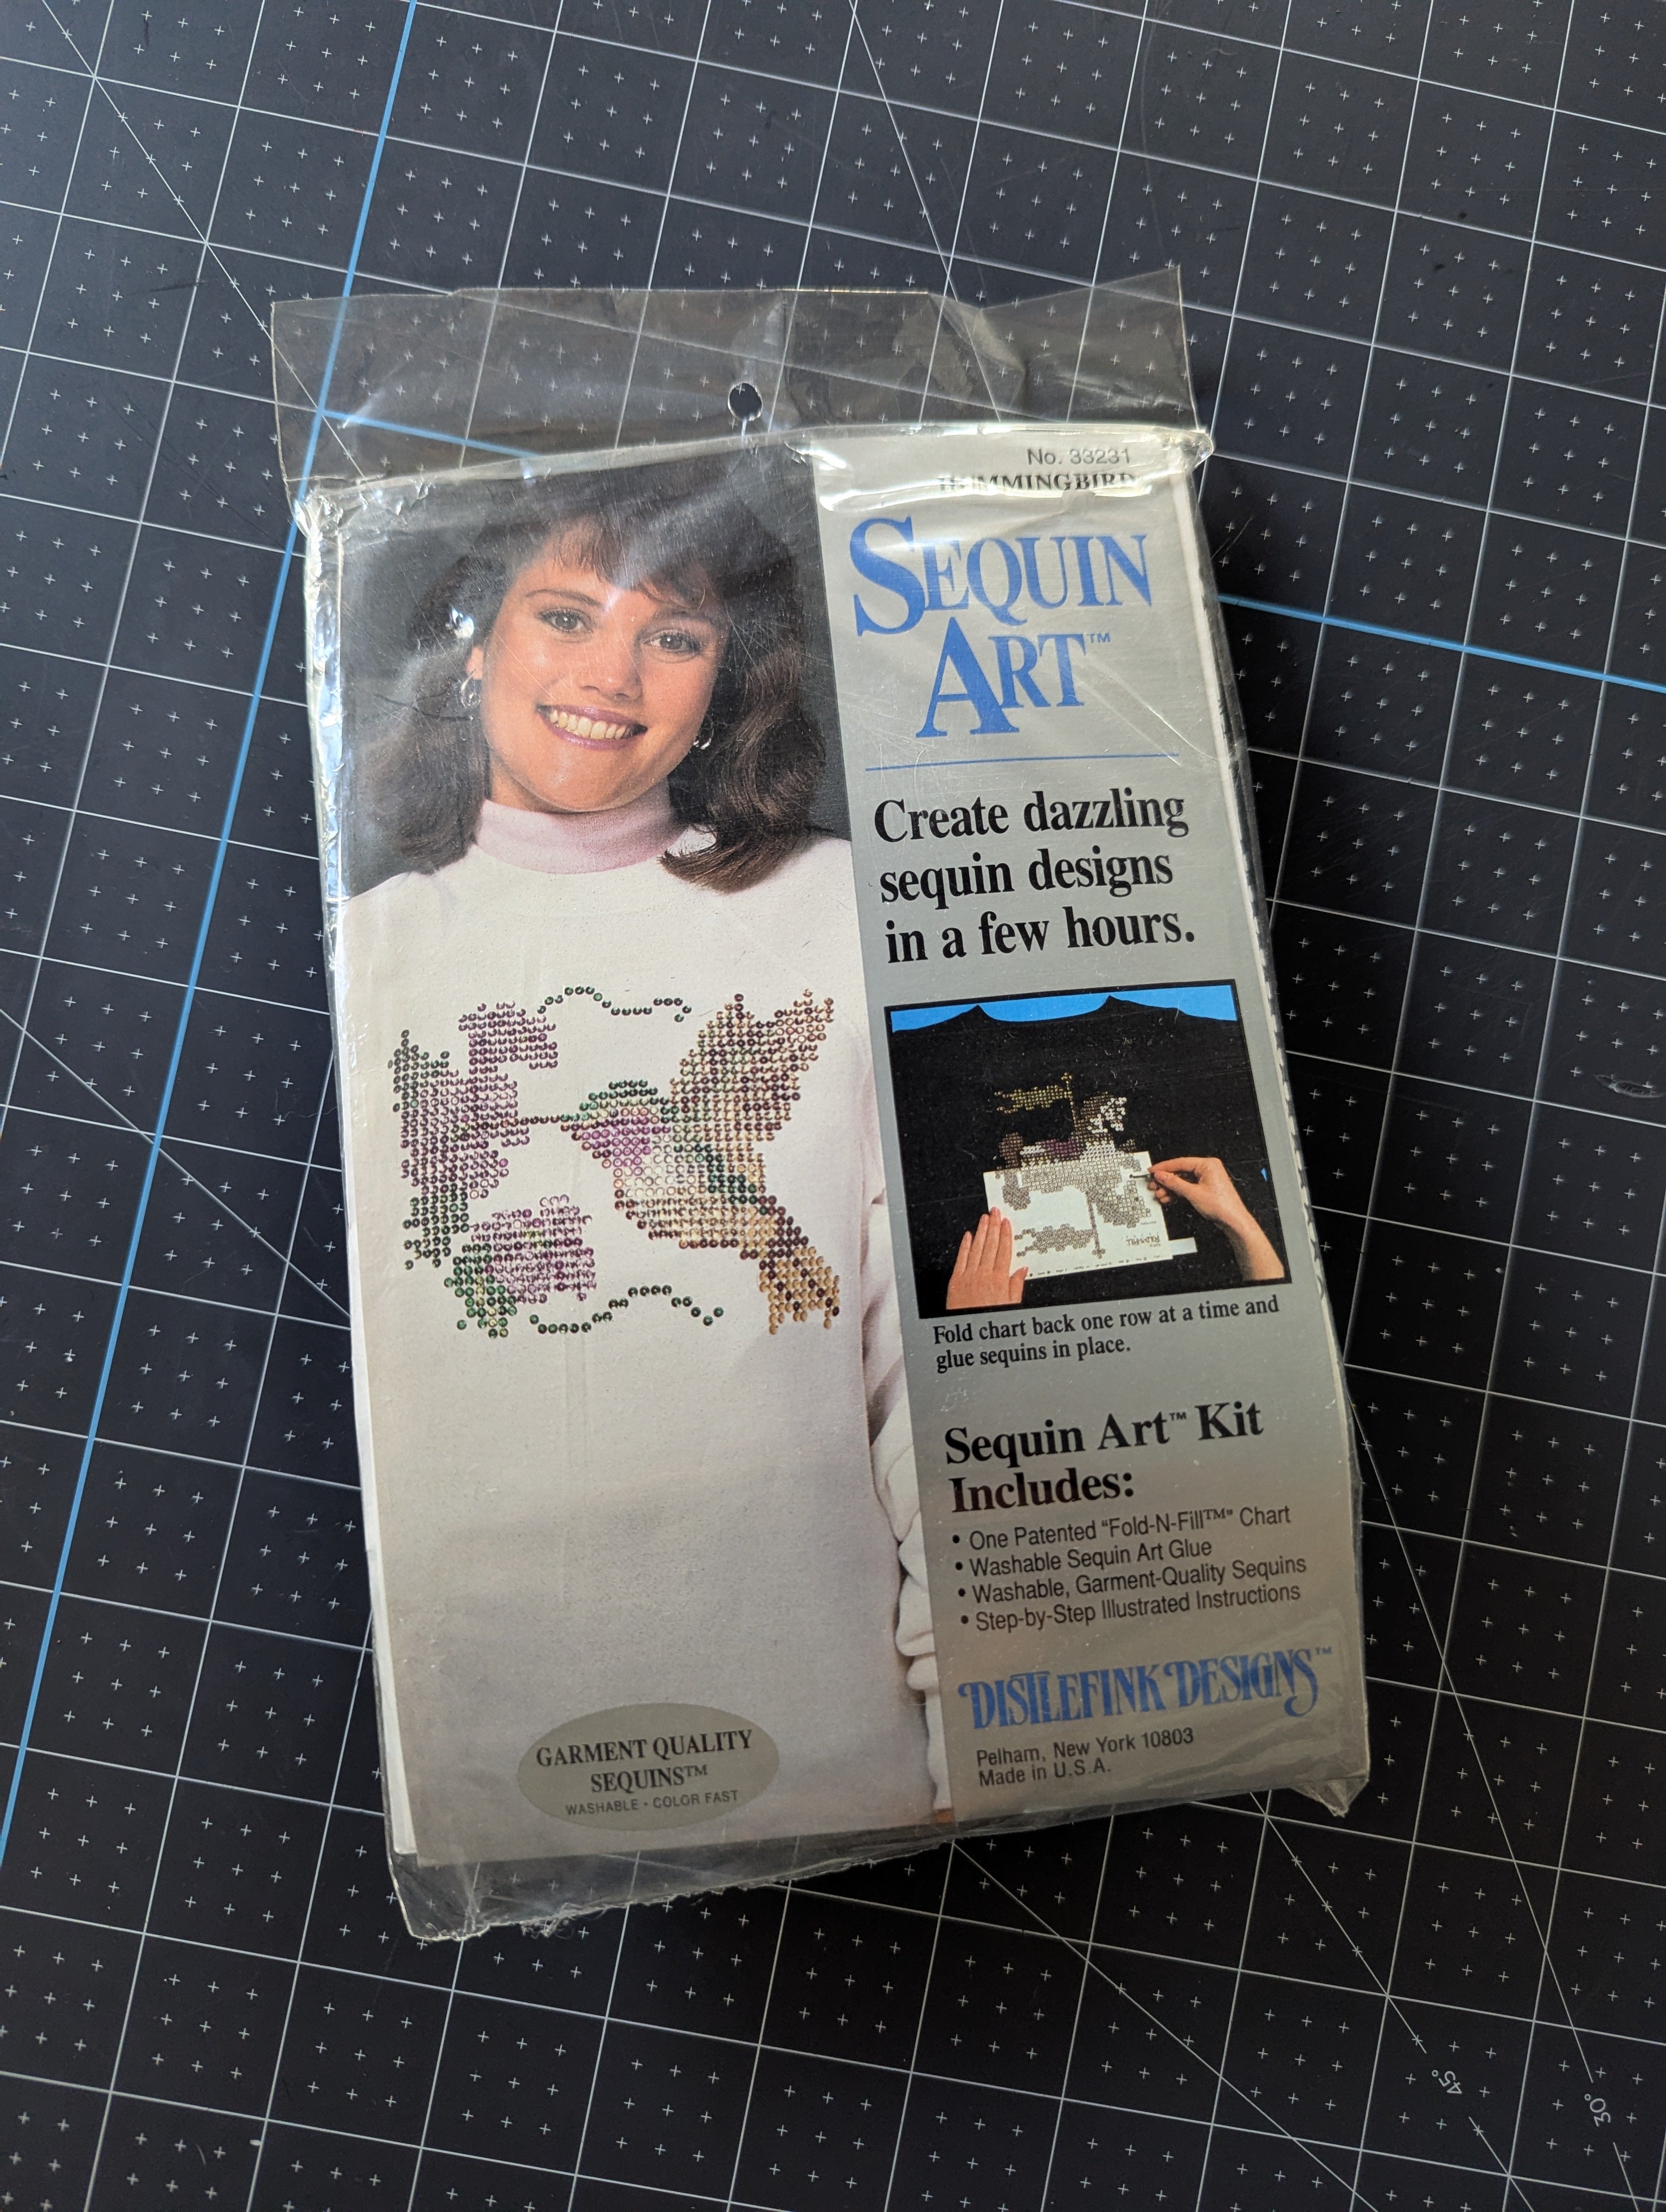 No. 33231
HUMMINGBIRD
SEQUIN
ART™
Create dazzling
sequin designs
in a few hours.
Fold chart back one row at a time and
glue sequins in place.
Sequin Art™ Kit
Includes:
• One Patented “Fold-N-Fill™” Chart
• Washable Sequin Art Glue
• Washable, Garment-Quality Sequins
• Step-by-Step Illustrated Instructions
DISTLEFINK DESIGNS™
Pelham, New York 10803
Made in U.S.A.
GARMENT QUALITY
SEQUINS™
WASHABLE • COLOR FAST
45°
30°